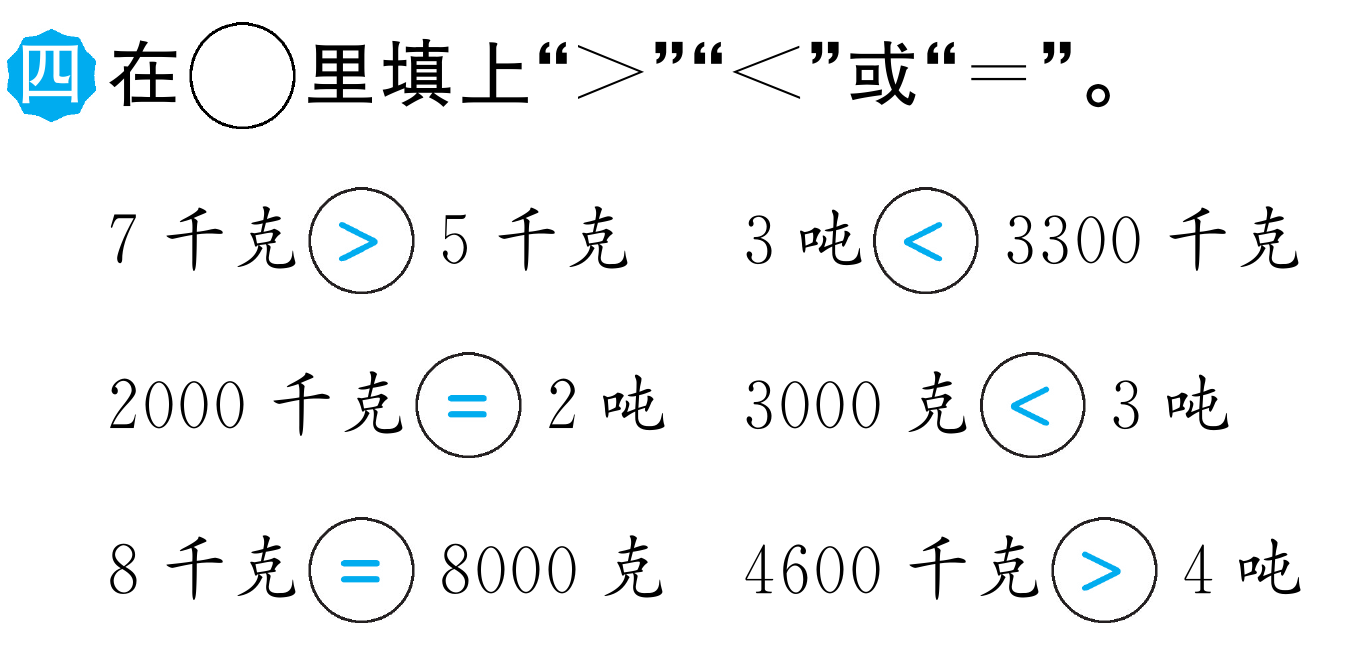 四 在○里填上“>”“<”或“=”。
7 千克 > 5 千克 3 吨 < 3300 千克
2000 千克 = 2 吨 3000 克 < 3 吨
8 千克 = 8000 克 4600 千克 > 4 吨